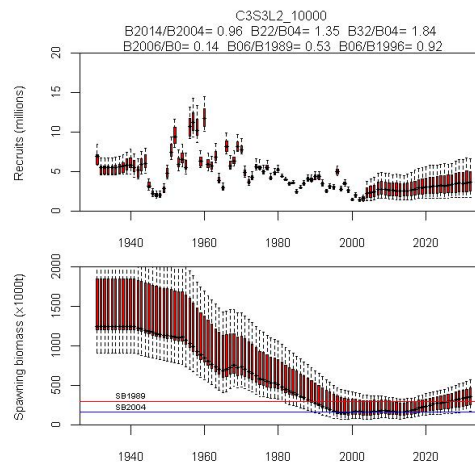 C3S3L2_10000
B2014/B2004= 0.96 B22/B04= 1.35 B32/B04= 1.84
B2006/B0= 0.14 B06/B1989= 0.53 B06/B1996= 0.92
Recruits (millions)
20
15
10
5
0
1940 1960 1980 2000 2020
Spawning biomass (×1000t)
2000
1500
1000
500
0
SB1989
SB2004
1940 1960 1980 2000 2020